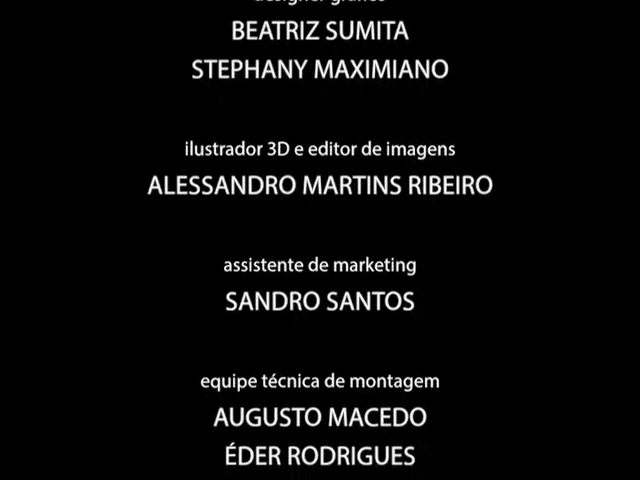 BEATRIZ SUMITA
STEPHANY MAXIMIANO
ilustrador 3D e editor de imagens
ALESSANDRO MARTINS RIBEIRO
assistente de marketing
SANDRO SANTOS
equipe técnica de montagem
AUGUSTO MACEDO
ÉDER RODRIGUES